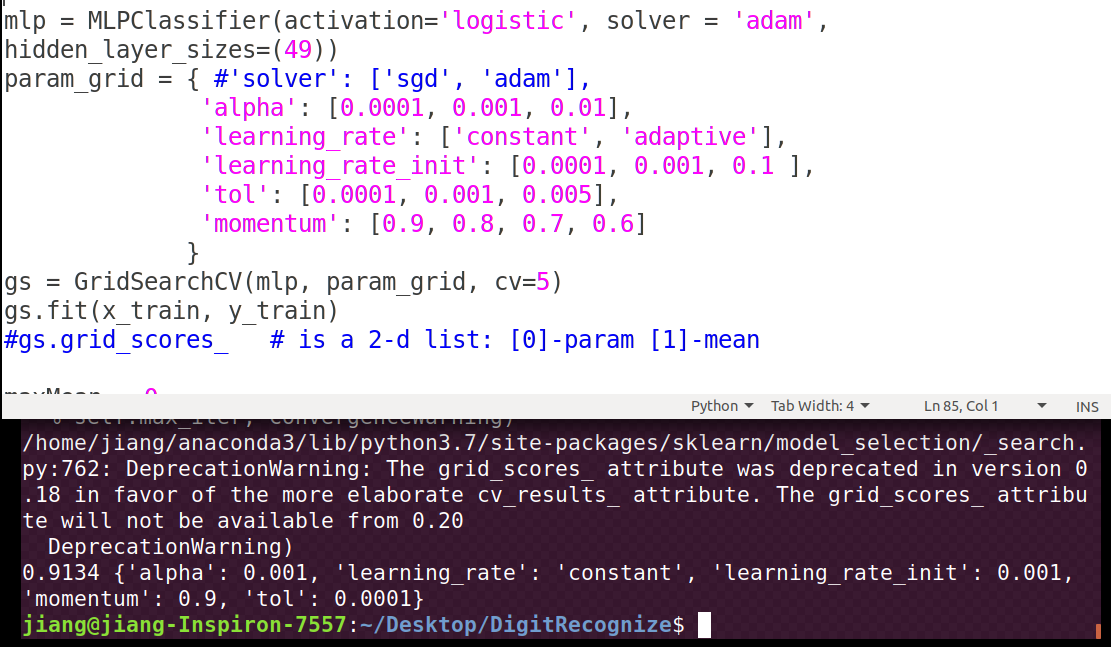 mlp = MLPClassifier(activation='logistic', solver = 'adam',
hidden_layer_sizes=(49))
param_grid = { #'solver': ['sgd', 'adam'],
'alpha': [0.0001, 0.001, 0.01],
'learning_rate': ['constant', 'adaptive'],
'learning_rate_init': [0.0001, 0.001, 0.1 ],
'tol': [0.0001, 0.001, 0.005],
'momentum': [0.9, 0.8, 0.7, 0.6]
}
gs = GridSearchCV(mlp, param_grid, cv=5)
gs.fit(x_train, y_train)
#gs.grid_scores_   # is a 2-d list: [0]-param [1]-mean
Python Tab Width: 4 Ln 85, Col 1 INS
% self.max_iter, ConvergenceWarning)
/home/jiang/anaconda3/lib/python3.7/site-packages/sklearn/model_selection/_search.
py:762: DeprecationWarning: The grid_scores_ attribute was deprecated in version 0
.18 in favor of the more elaborate cv_results_ attribute. The grid_scores_ attribu
te will not be available from 0.20
DeprecationWarning)
0.9134 {'alpha': 0.001, 'learning_rate': 'constant', 'learning_rate_init': 0.001,
'momentum': 0.9, 'tol': 0.0001}
jiang@jiang-Inspiron-7557:~/Desktop/DigitRecognize$